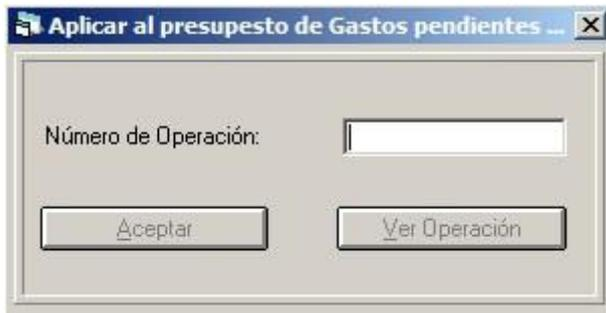 Aplicar al presupesto de Gastos pendientes ...
Número de Operación:
Aceptar
Ver Operación